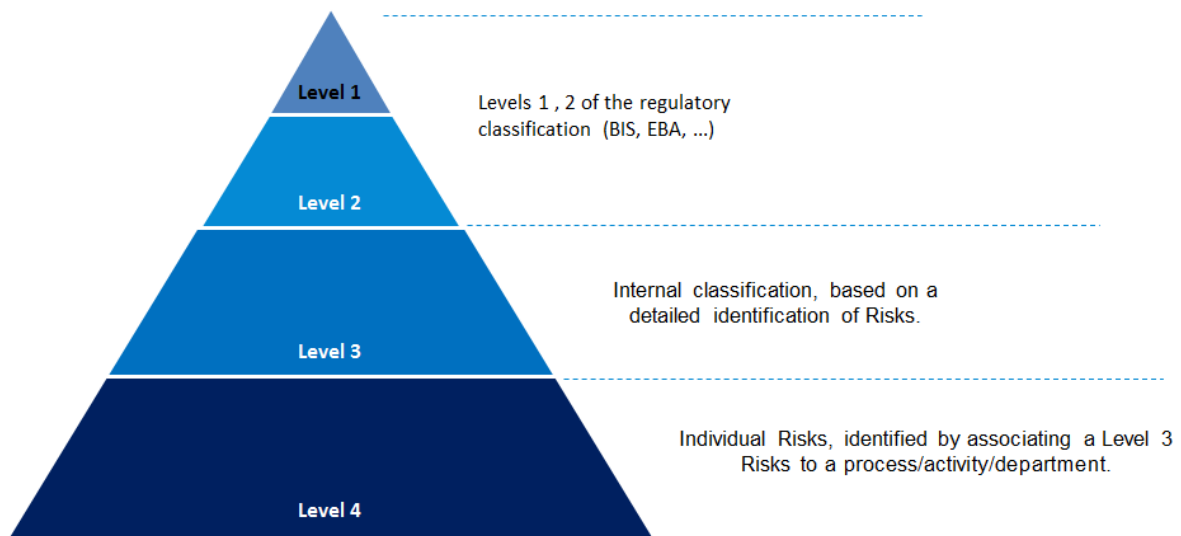 Level 1
Levels 1 , 2 of the regulatory
classification (BIS, EBA, ...)
Level 2
Internal classification, based on a
detailed identification of Risks.
Level 3
Individual Risks, identified by associating a Level 3
Risks to a process/activity/department.
Level 4